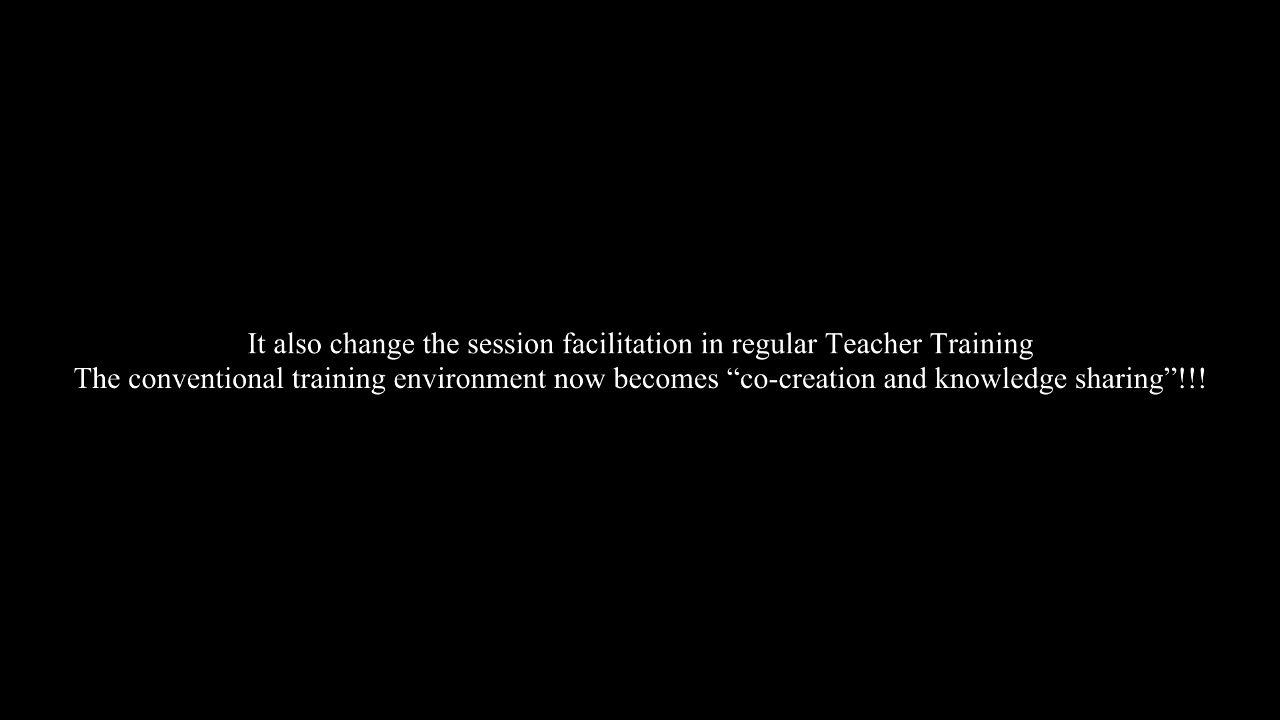 It also change the session facilitation in regular Teacher Training
The conventional training environment now becomes “co-creation and knowledge sharing”!!!